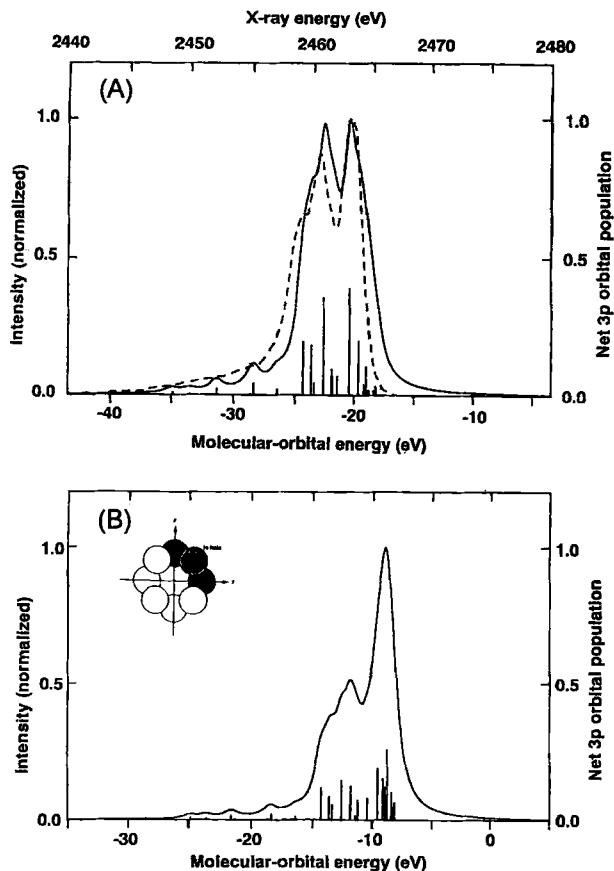 X-ray energy (eV)
2440 2450 2460 2470 2480
(A)
1.0 1.0
0.5 0.5
0.0 0.0
Intensity (normalized)
Net 3p orbital population
-40 -30 -20 -10
Molecular-orbital energy (eV)
(B)
1.0 1.0
0.5 0.5
0.0 0.0
Intensity (normalized)
Net 3p orbital population
-30 -20 -10 0
Molecular-orbital energy (eV)